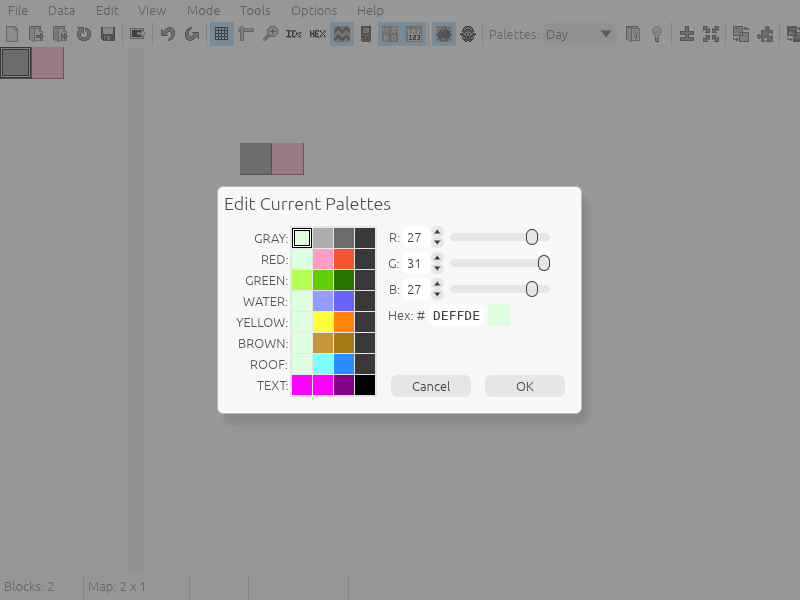 File Data Edit View Mode Tools Options Help
IDs HEX 123 Palettes: Day
Edit Current Palettes
GRAY: R: 27
RED: G: 31
GREEN: B: 27
WATER: Hex: # DEFFDE
YELLOW:
BROWN:
ROOF:
TEXT: Cancel OK
Blocks: 2 Map: 2 x 1